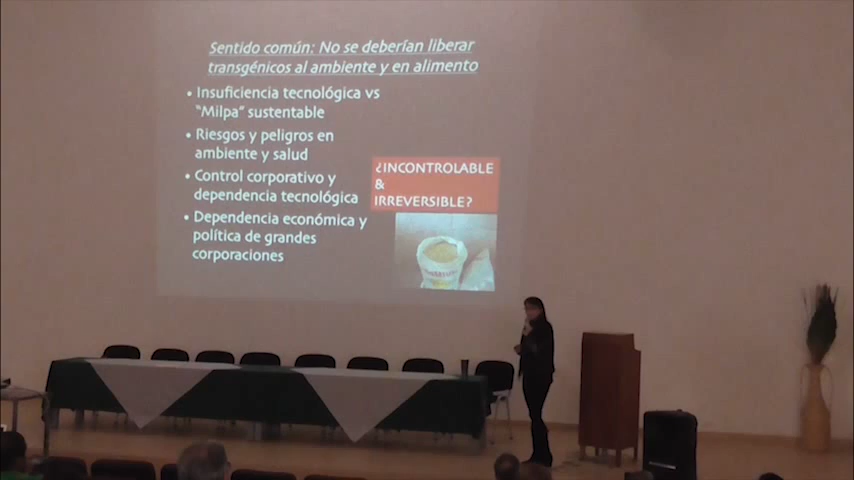 Sentido común: No se deberían liberar
transgénicos al ambiente y en alimento
• Insuficiencia tecnológica vs
"Milpa" sustentable
• Riesgos y peligros en
ambiente y salud
• Control corporativo y
dependencia tecnológica
• Dependencia económica y
política de grandes
corporaciones
¿INCONTROLABLE
&
IRREVERSIBLE?